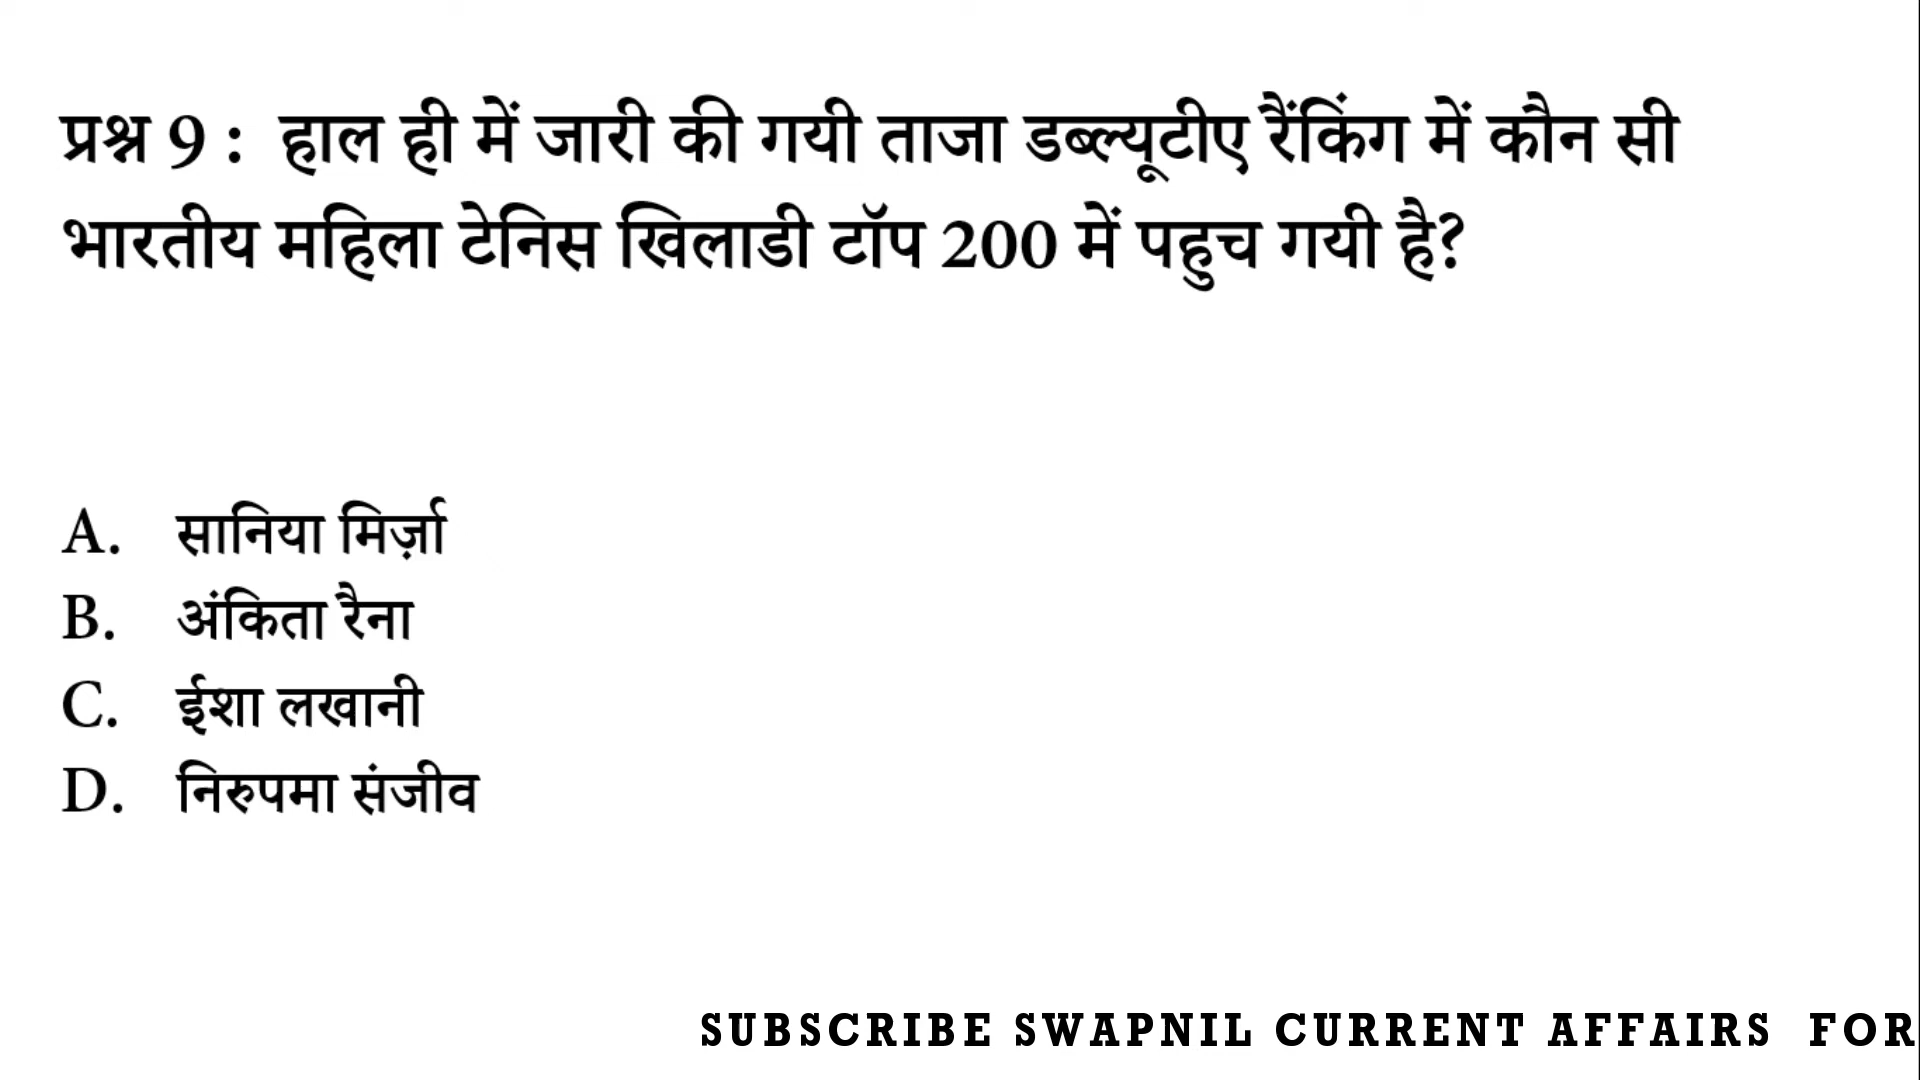 प्रश्न 9 : हाल ही में जारी की गयी ताजा डब्ल्यूटीए रैंकिंग में कौन सी
भारतीय महिला टेनिस खिलाडी टॉप 200 में पहुच गयी है?
A. सानिया मिर्ज़ा
B. अंकिता रैना
C. ईशा लखानी
D. निरुपमा संजीव
SUBSCRIBE SWAPNIL CURRENT AFFAIRS FOR